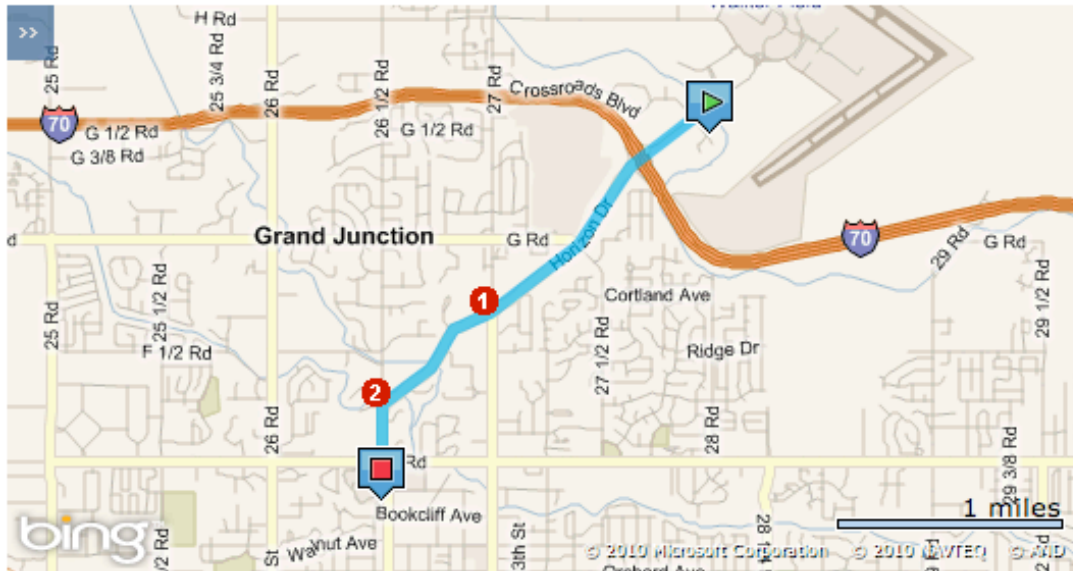 >>
H Rd
25 Rd
25 3/4 Rd
26 Rd
26 1/2 Rd
27 Rd
Crossroads Blvd
70
G 1/2 Rd
G 1/2 Rd
G 3/8 Rd
Grand Junction
G Rd
Horizon Dr
70
29 Rd
G Rd
1
Cortland Ave
25 Rd
25 1/2 Rd
F 1/2 Rd
27 1/2 Rd
Ridge Dr
29 1/2 Rd
2
26 Rd
28 Rd
Rd
29 3/8 Rd
Bookcliff Ave
1 miles
bing
© 2010 Microsoft Corporation © 2010 NAVTEQ © AND